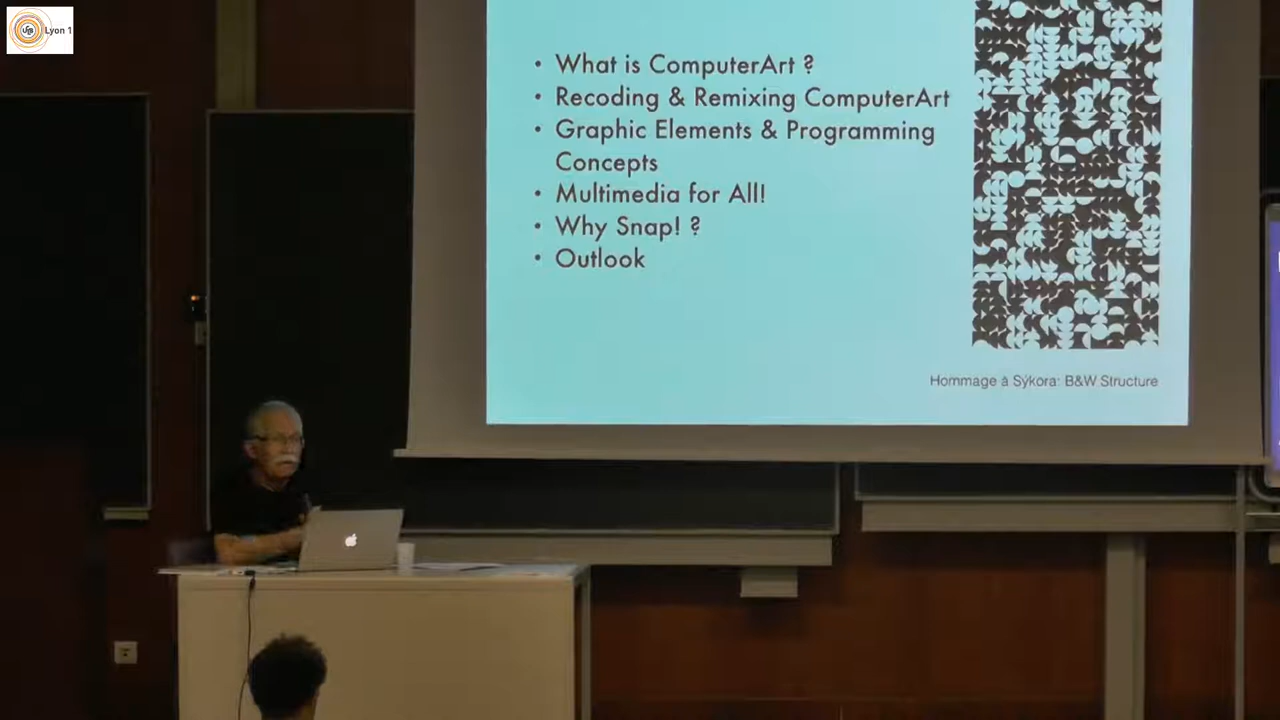 Lyon 1
• What is ComputerArt ?
• Recoding & Remixing ComputerArt
• Graphic Elements & Programming
Concepts
• Multimedia for All!
• Why Snap! ?
• Outlook
Hommage à Sýkora: B&W Structure